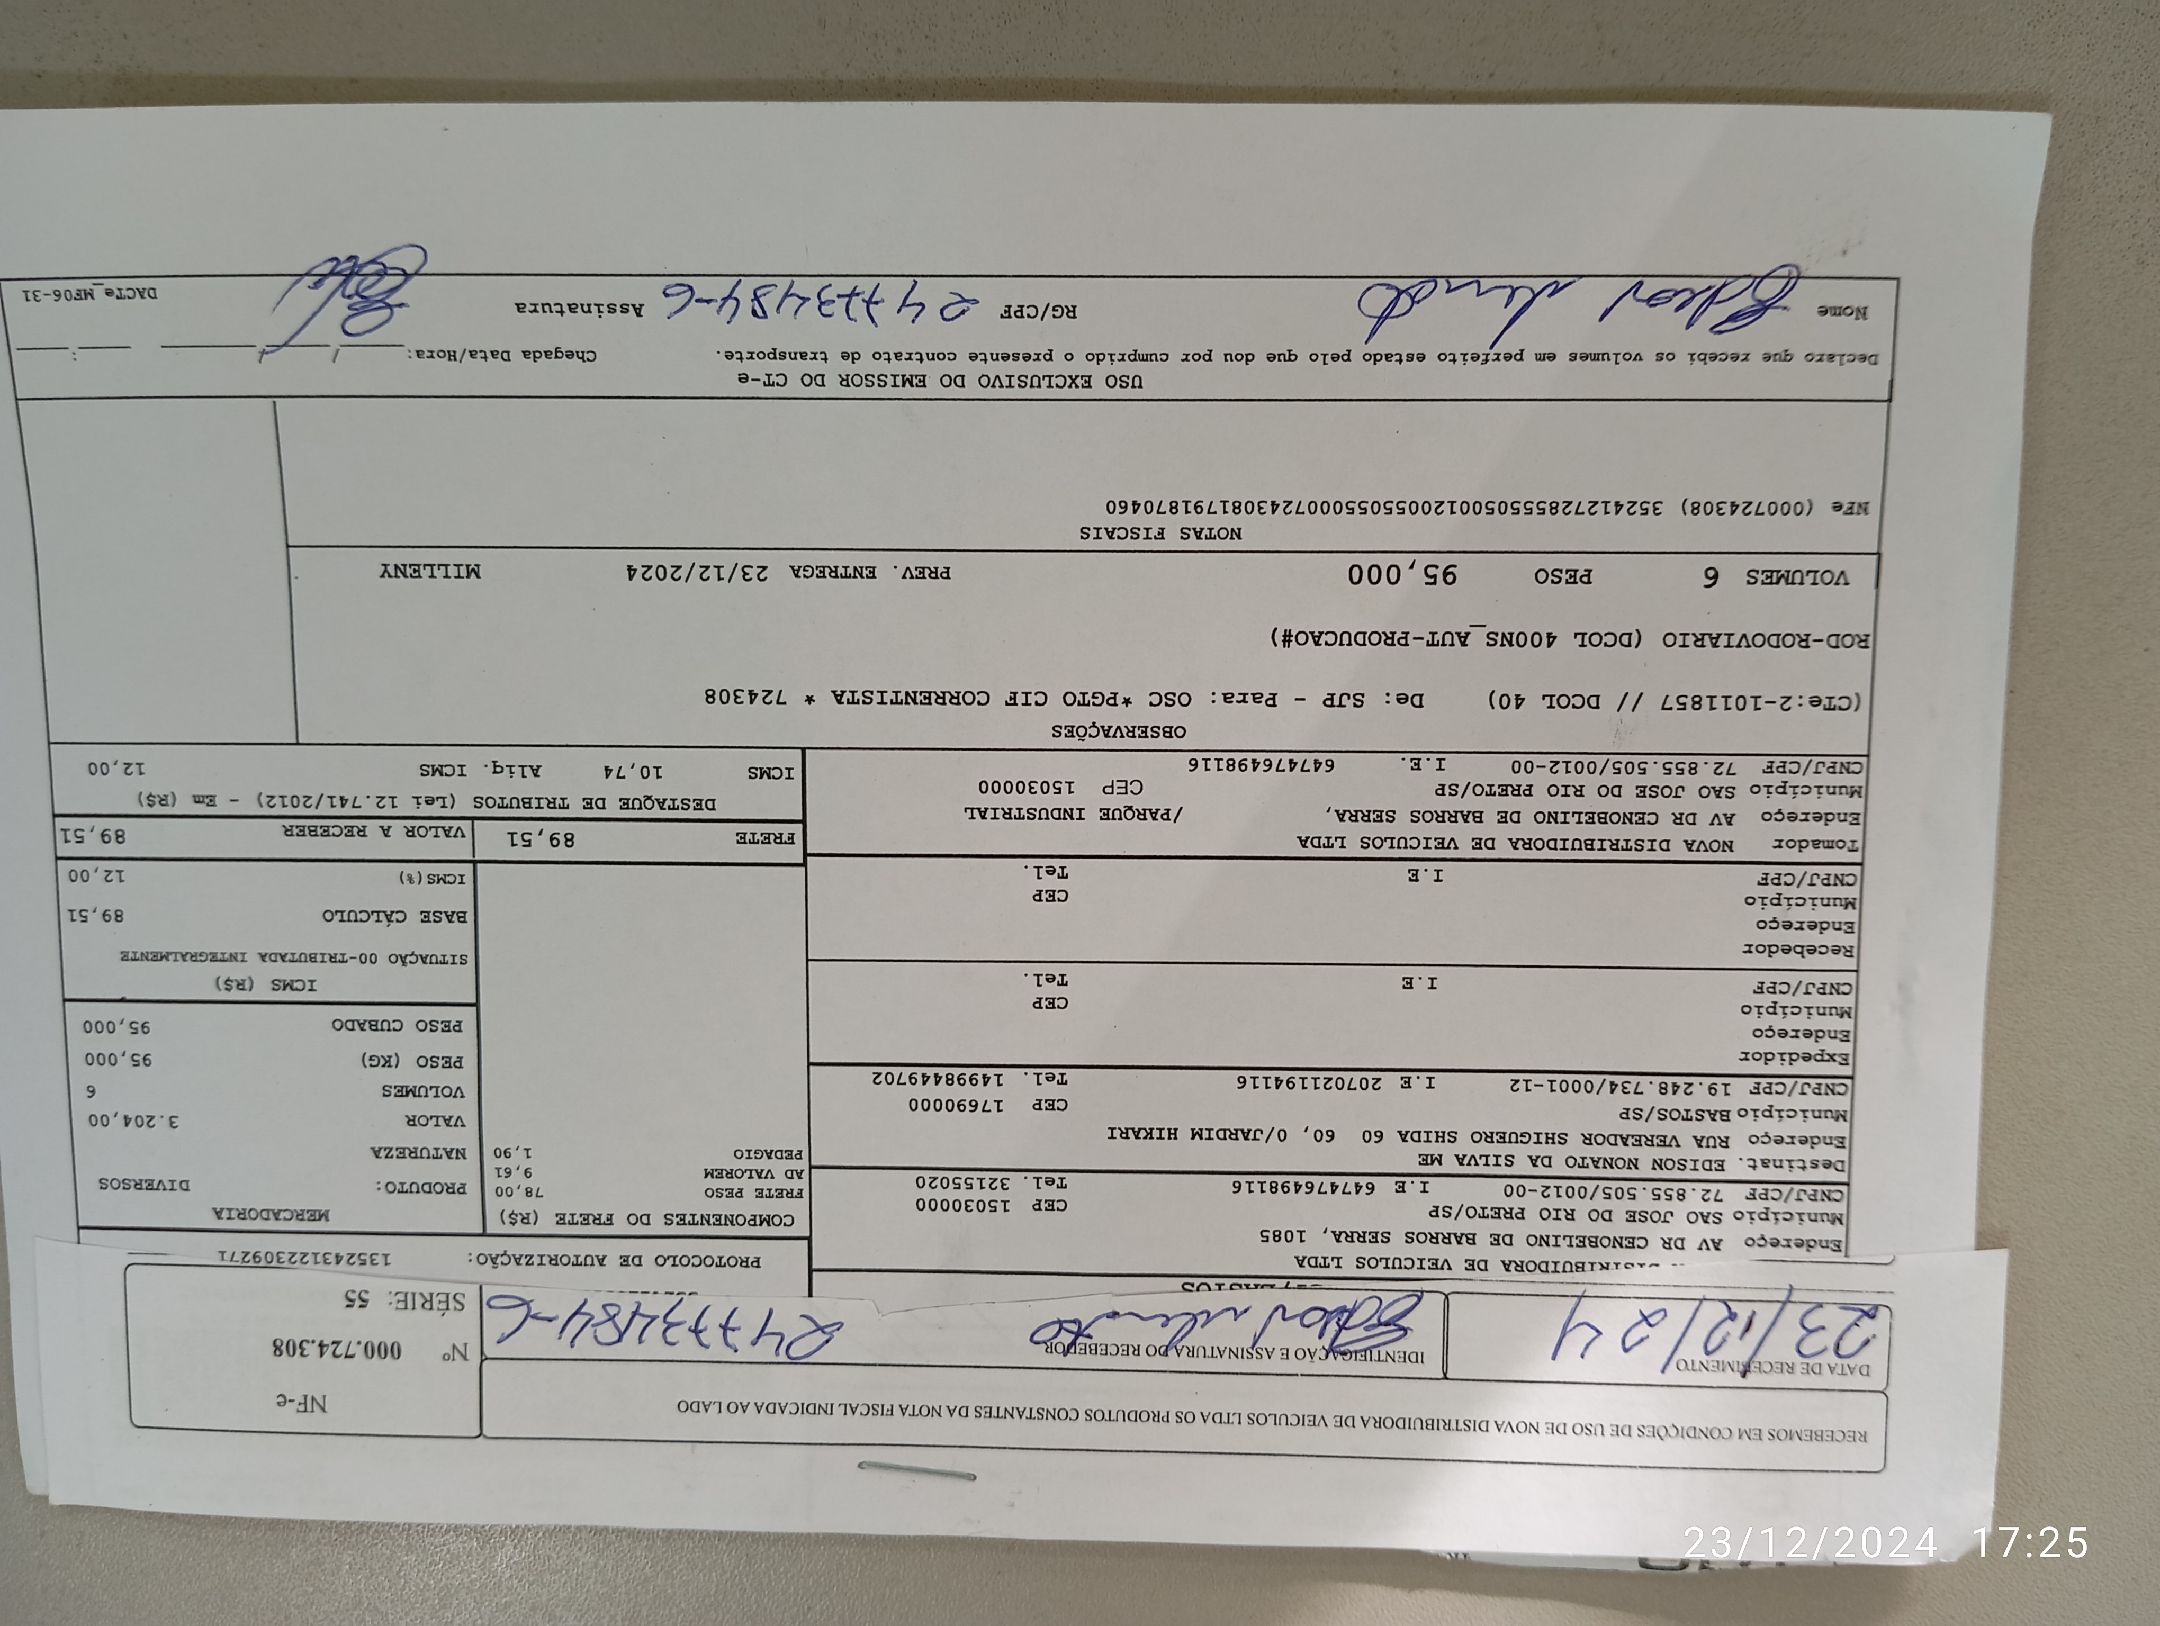 RECEBEMOS EM CONDIÇÕES DE USO DE NOVA DISTRIBUIDORA DE VEICULOS LTDA OS PRODUTOS CONSTANTES DA NOTA FISCAL INDICADA AO LADO
NF-e
Nº 000.724.308
SÉRIE: 55
DATA DE RECEBIMENTO
23/12/24
IDENTIFICAÇÃO E ASSINATURA DO RECEBEDOR
24773484-6
DISTRIBUIDORA DE VEICULOS LTDA
Endereço AV DR CENOBELINO DE BARROS SERRA, 1085
Município SAO JOSE DO RIO PRETO/SP CEP 15030000
CNPJ/CPF 72.855.505/0012-00 I.E 647476498116 Tel. 32155020
Destinat. EDISON NONATO DA SILVA ME
Endereço RUA VEREADOR SHIGUERO SHIDA 60 60, 0/JARDIM HIKARI
Município BASTOS/SP CEP 17690000
CNPJ/CPF 19.248.734/0001-12 I.E 207021194116 Tel. 14998449702
Expedidor
Endereço
Município CEP
CNPJ/CPF I.E Tel.
Recebedor
Endereço
Município CEP
CNPJ/CPF I.E Tel.
Tomador NOVA DISTRIBUIDORA DE VEICULOS LTDA
Endereço AV DR CENOBELINO DE BARROS SERRA, /PARQUE INDUSTRIAL
Município SAO JOSE DO RIO PRETO/SP CEP 15030000
CNPJ/CPF 72.855.505/0012-00 I.E. 647476498116
PROTOCOLO DE AUTORIZAÇÃO: 135243122309271
COMPONENTES DO FRETE (R$)
FRETE PESO 78,00
AD VALOREM 9,61
PEDAGIO 1,90
MERCADORIA
PRODUTO: DIVERSOS
NATUREZA
VALOR 3.204,00
VOLUMES 6
PESO (KG) 95,000
PESO CUBADO 95,000
ICMS (R$)
SITUAÇÃO 00-TRIBUTADA INTEGRALMENTE
BASE CÁLCULO 89,51
ICMS(%) 12,00
FRETE 89,51 VALOR A RECEBER 89,51
DESTAQUE DE TRIBUTOS (Lei 12.741/2012) - Em (R$)
ICMS 10,74 Aliq. ICMS 12,00
OBSERVAÇÕES
(CTe:2-1011857 // DCOL 40) De: SJP - Para: OSC *PGTO CIF CORRENTISTA * 724308
ROD-RODOVIARIO (DCOL 400NS_AUT-PRODUCAO#)
VOLUMES 6 PESO 95,000 PREV. ENTREGA 23/12/2024 MILLENY
NOTAS FISCAIS
NFe (000724308) 35241272855505001200550550007243081791870460
USO EXCLUSIVO DO EMISSOR DO CT-e
Declaro que recebi os volumes em perfeito estado pelo que dou por cumprido o presente contrato de transporte. Chegada Data/Hora: / / :
Nome RG/CPF 24773484-6 Assinatura
DACTe_MF06-31
23/12/2024 17:25